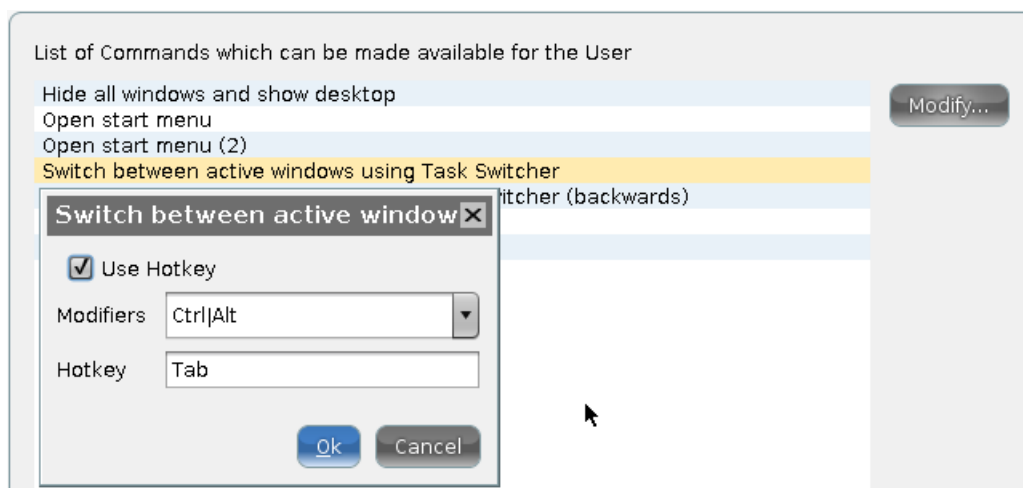 List of Commands which can be made available for the User
Hide all windows and show desktop
Modify...
Open start menu
Open start menu (2)
Switch between active windows using Task Switcher
itcher (backwards)
Switch between active window
Use Hotkey
Modifiers Ctrl|Alt
Hotkey Tab
Ok Cancel